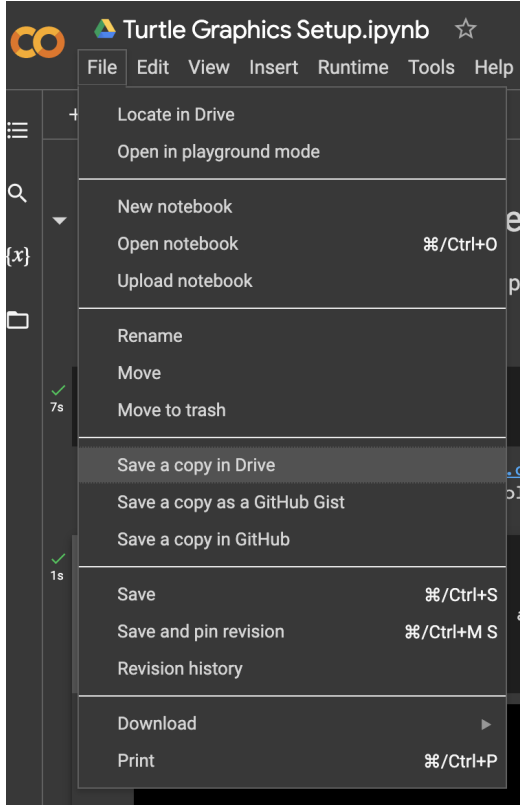 Turtle Graphics Setup.ipynb
File Edit View Insert Runtime Tools Help
Locate in Drive
Open in playground mode
New notebook
Open notebook ⌘/Ctrl+O
{x}
Upload notebook
Rename
Move
7s
Move to trash
Save a copy in Drive
Save a copy as a GitHub Gist
Save a copy in GitHub
1s
Save ⌘/Ctrl+S
Save and pin revision ⌘/Ctrl+M S
Revision history
Download
Print ⌘/Ctrl+P